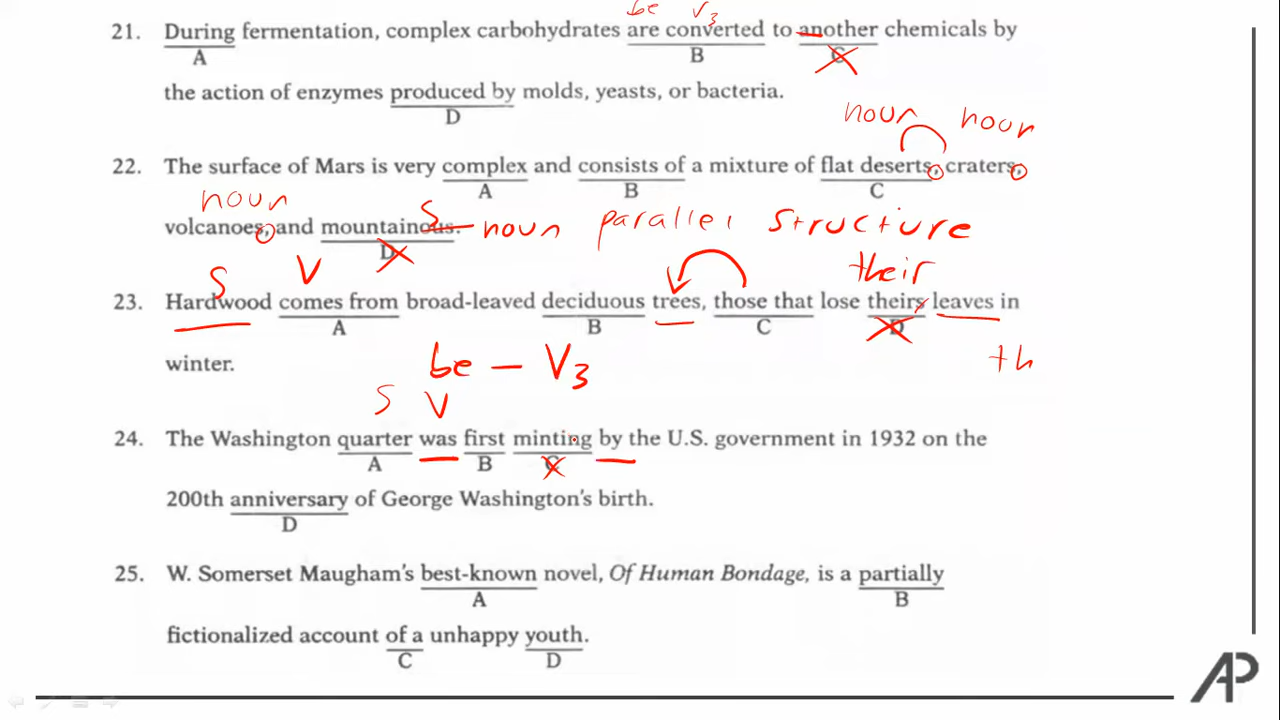 be V3
21. During fermentation, complex carbohydrates are converted to another chemicals by
A B C
the action of enzymes produced by molds, yeasts, or bacteria.
D
noun noun
22. The surface of Mars is very complex and consists of a mixture of flat deserts, craters,
A B C
noun
volcanoes, and mountainous. s noun parallel structure
D
S V their
23. Hardwood comes from broad-leaved deciduous trees, those that lose theirs leaves in
A B C D
winter. be – V3 th
S V
24. The Washington quarter was first minting by the U.S. government in 1932 on the
A B C
200th anniversary of George Washington's birth.
D
25. W. Somerset Maugham's best-known novel, Of Human Bondage, is a partially
A B
fictionalized account of a unhappy youth.
C D
AP